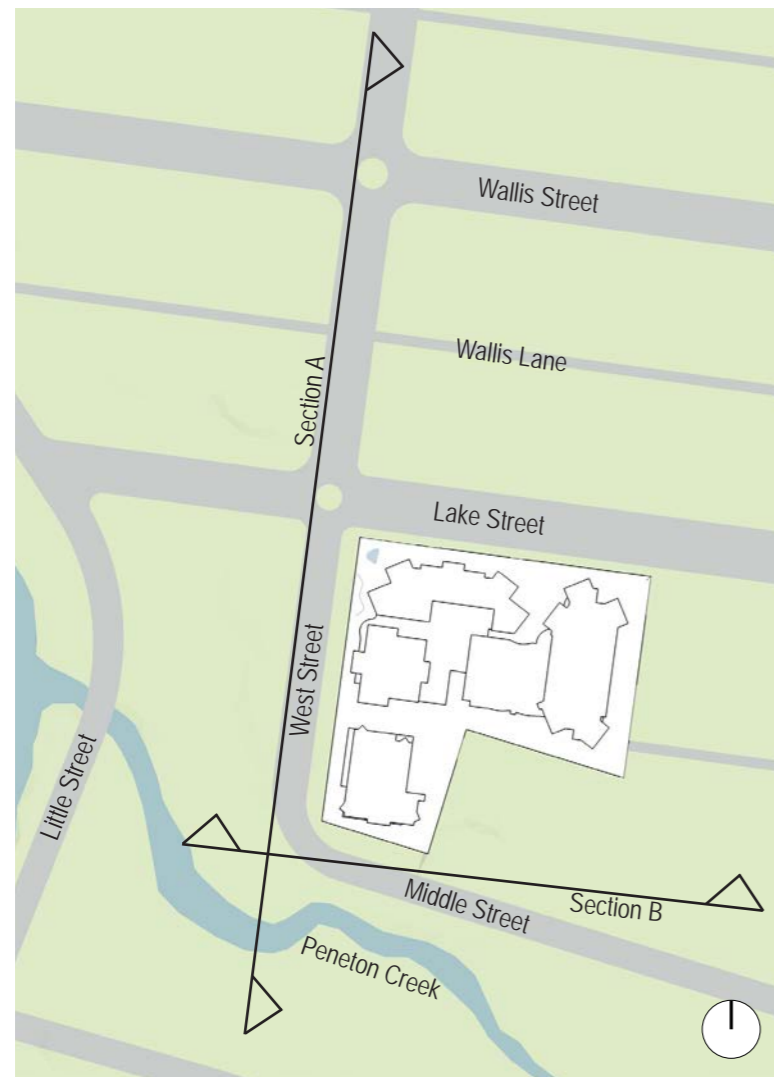 Wallis Street
Wallis Lane
Section A
Lake Street
West Street
Little Street
Middle Street
Section B
Peneton Creek